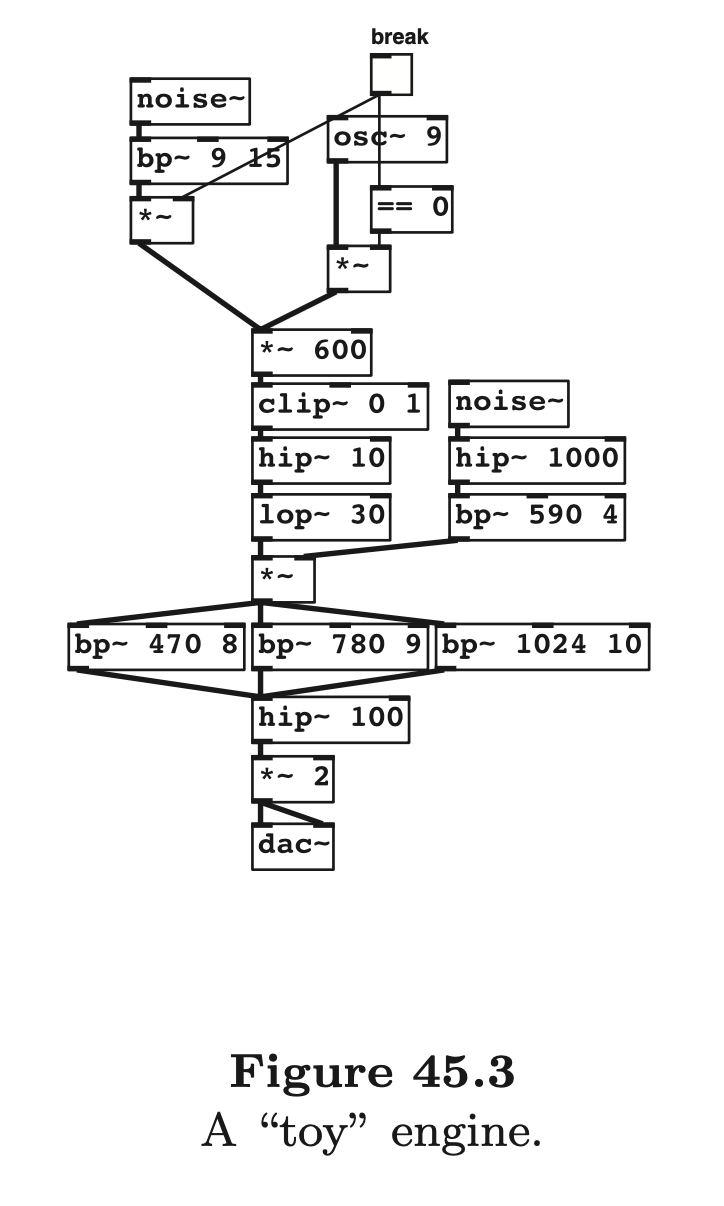 break
noise~
bp~ 9 15
*~
osc~ 9
== 0
*~
*~ 600
clip~ 0 1
hip~ 10
lop~ 30
noise~
hip~ 1000
bp~ 590 4
*~
bp~ 470 8
bp~ 780 9
bp~ 1024 10
hip~ 100
*~ 2
dac~
Figure 45.3
A “toy” engine.